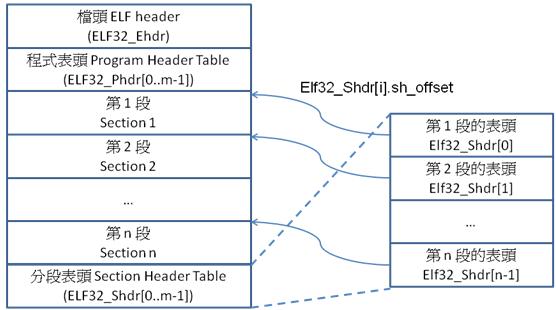 檔頭 ELF header
(ELF32_Ehdr)
程式表頭 Program Header Table
(ELF32_Phdr[0..m-1])
第 1 段
Section 1
第 2 段
Section 2
...
第 n 段
Section n
分段表頭 Section Header Table
(ELF32_Shdr[0..m-1])
Elf32_Shdr[i].sh_offset
第 1 段的表頭
Elf32_Shdr[0]
第 2 段的表頭
Elf32_Shdr[1]
...
第 n 段的表頭
Elf32_Shdr[n-1]